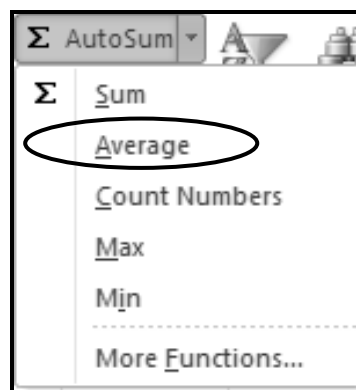 Σ AutoSum
Σ Sum
Average
Count Numbers
Max
Min
More Functions...